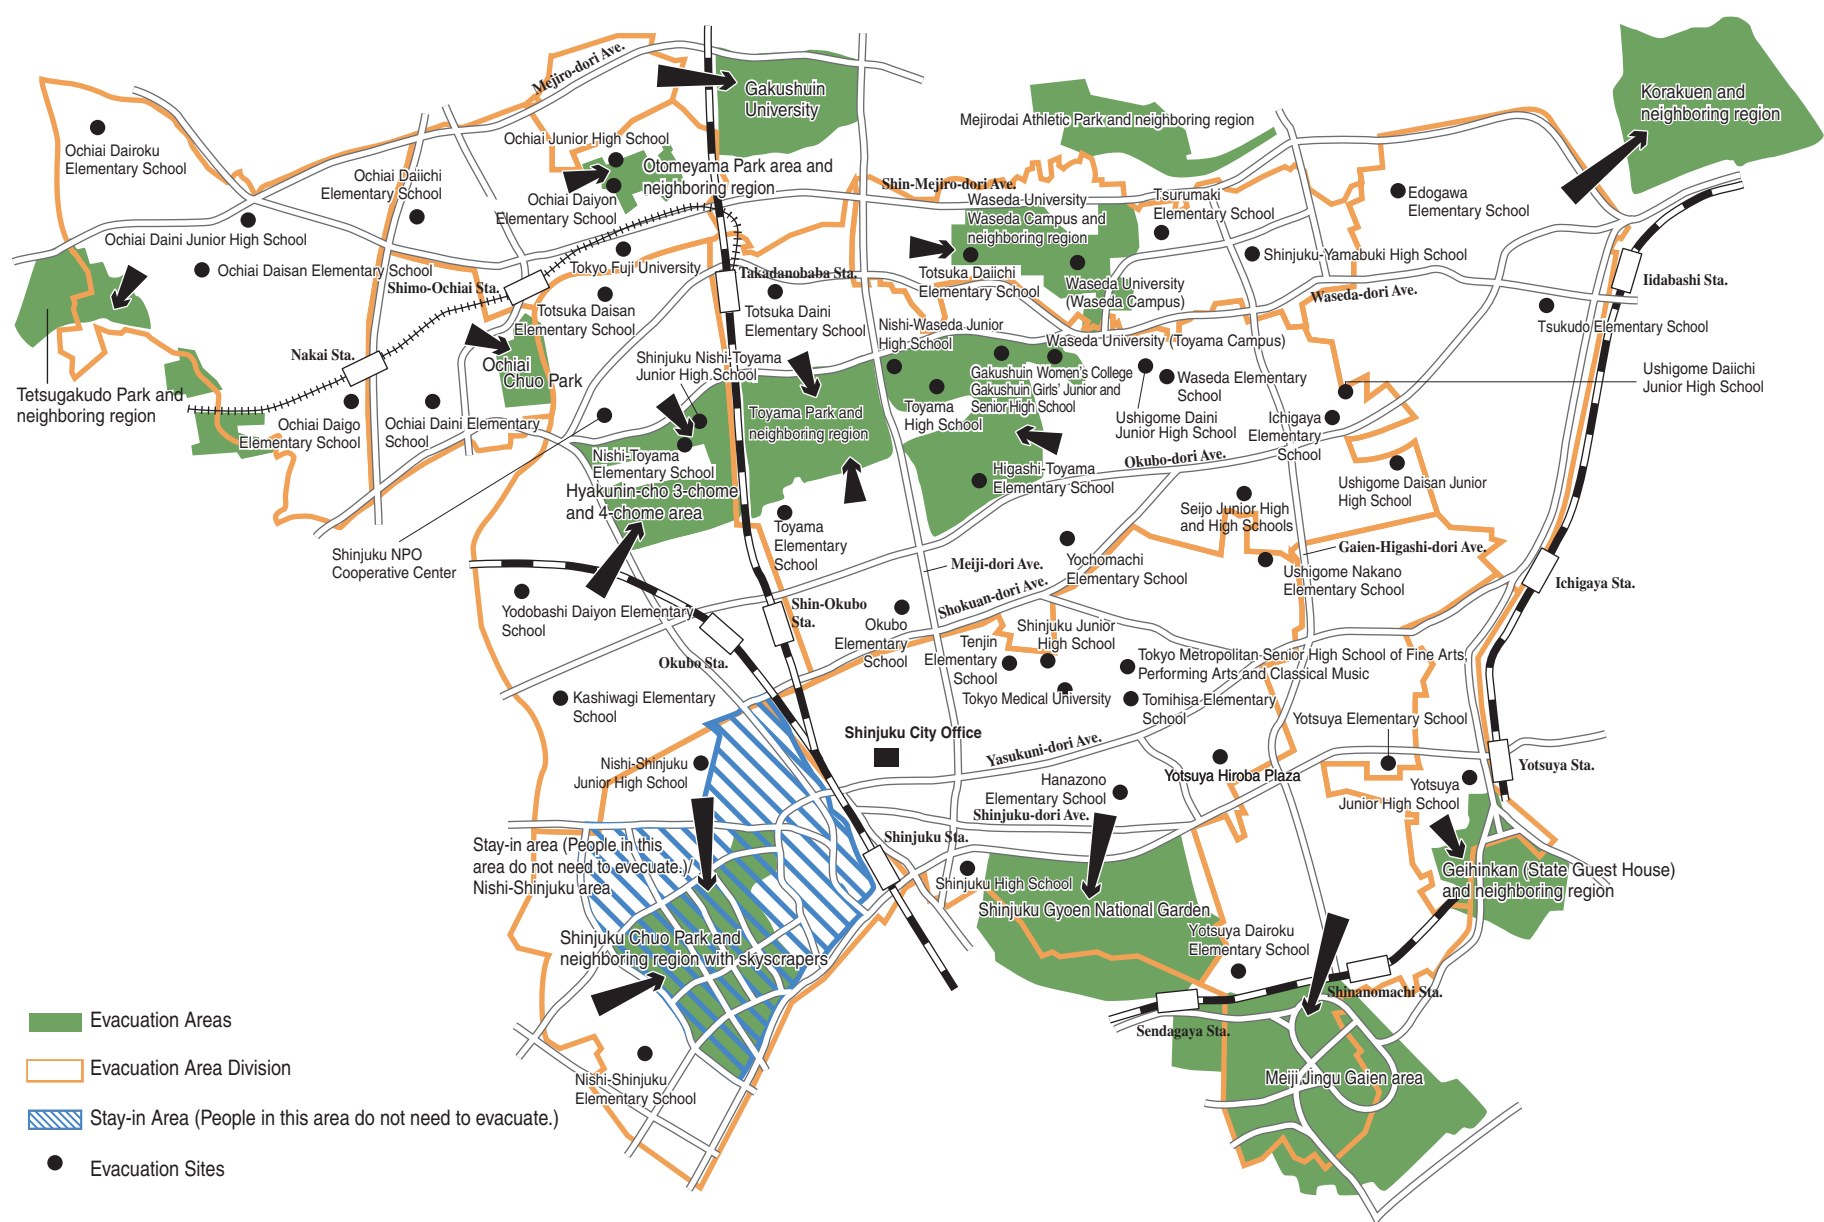 Mejiro-dori Ave.
Gakushuin
University
Korakuen and
neighboring region
Mejirodai Athletic Park and neighboring region
Ochiai Dairoku
Elementary School
Ochiai Junior High School
Otomeyama Park area and
neighboring region
Ochiai Daiichi
Elementary School
Ochiai Daiyon
Elementary School
Shin-Mejiro-dori Ave.
Waseda University
Waseda Campus and
neighboring region
Tsurumaki
Elementary School
Edogawa
Elementary School
Ochiai Daini Junior High School
Ochiai Daisan Elementary School
Shimo-Ochiai Sta.
Tokyo Fuji University
Takadanobaba Sta.
Totsuka Daiichi
Elementary School
Waseda University
(Waseda Campus)
Shinjuku-Yamabuki High School
Waseda-dori Ave.
Iidabashi Sta.
Tsukudo Elementary School
Totsuka Daisan
Elementary School
Totsuka Daini
Elementary School
Nishi-Waseda Junior
High School
Waseda University (Toyama Campus)
Nakai Sta.
Ochiai
Chuo Park
Shinjuku Nishi-Toyama
Junior High School
Gakushuin Women's College
Gakushuin Girls' Junior and
Senior High School
Waseda Elementary
School
Ushigome Daiichi
Junior High School
Tetsugakudo Park and
neighboring region
Ochiai Daigo
Elementary School
Ochiai Daini Elementary
School
Toyama Park and
neighboring region
Toyama
High School
Ushigome Daini
Junior High School
Ichigaya
Elementary
School
Nishi-Toyama
Elementary School
Hyakunin-cho 3-chome
and 4-chome area
Okubo-dori Ave.
Higashi-Toyama
Elementary School
Ushigome Daisan Junior
High School
Seijo Junior High
and High Schools
Toyama
Elementary
School
Shinjuku NPO
Cooperative Center
Meiji-dori Ave.
Yochomachi
Elementary School
Gaien-Higashi-dori Ave.
Ushigome Nakano
Elementary School
Ichigaya Sta.
Yodobashi Daiyon Elementary
School
Shin-Okubo
Sta.
Okubo
Elementary
School
Shokuan-dori Ave.
Shinjuku Junior
High School
Tenjin
Elementary
School
Okubo Sta.
Tokyo Metropolitan Senior High School of Fine Arts,
Performing Arts and Classical Music
Tokyo Medical University
Tomihisa Elementary
School
Kashiwagi Elementary
School
Shinjuku City Office
Yasukuni-dori Ave.
Yotsuya Elementary School
Nishi-Shinjuku
Junior High School
Hanazono
Elementary School
Yotsuya Hiroba Plaza
Yotsuya Sta.
Yotsuya
Junior High School
Shinjuku-dori Ave.
Shinjuku Sta.
Stay-in area (People in this
area do not need to evecuate.)/
Nishi-Shinjuku area
Shinjuku High School
Shinjuku Gyoen National Garden
Geihinkan (State Guest House)
and neighboring region
Shinjuku Chuo Park and
neighboring region with skyscrapers
Yotsuya Dairoku
Elementary School
Shinanomachi Sta.
Sendagaya Sta.
Meiji Jingu Gaien area
Nishi-Shinjuku
Elementary School
Evacuation Areas
Evacuation Area Division
Stay-in Area (People in this area do not need to evacuate.)
Evacuation Sites